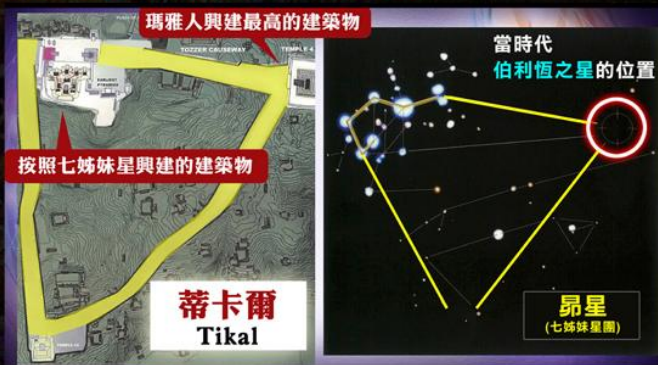 瑪雅人興建最高的建築物
TOZZER CAUSEWAY
TEMPLE 4
按照七姊妹星興建的建築物
蒂卡爾
Tikal
當時代
伯利恆之星的位置
昴星
(七姊妹星團)